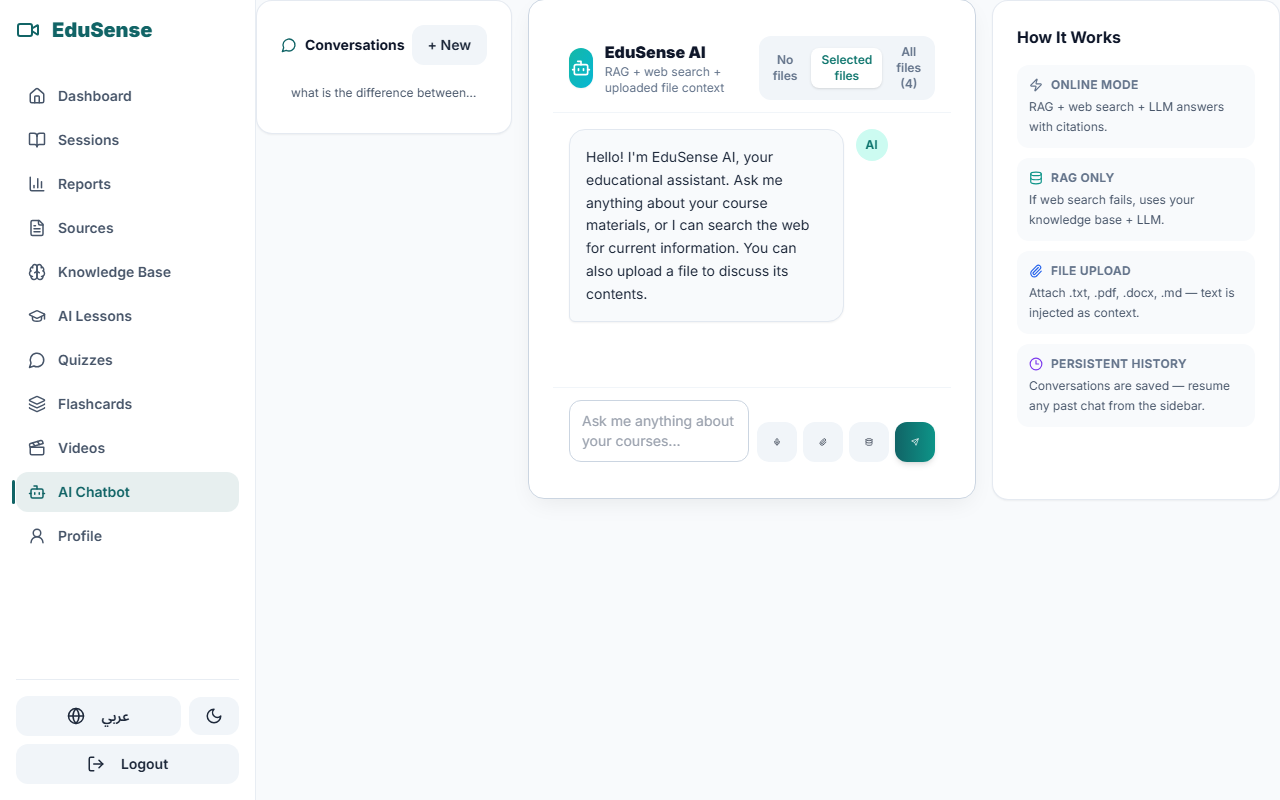 EduSense
Dashboard
Sessions
Reports
Sources
Knowledge Base
AI Lessons
Quizzes
Flashcards
Videos
AI Chatbot
Profile
عربي
Logout
Conversations
+ New
what is the difference between...
EduSense AI
RAG + web search +
uploaded file context
No
files
Selected
files
All
files
(4)
Hello! I'm EduSense AI, your
educational assistant. Ask me
anything about your course
materials, or I can search the web
for current information. You can
also upload a file to discuss its
contents.
AI
Ask me anything about
your courses...
How It Works
ONLINE MODE
RAG + web search + LLM answers
with citations.
RAG ONLY
If web search fails, uses your
knowledge base + LLM.
FILE UPLOAD
Attach .txt, .pdf, .docx, .md — text is
injected as context.
PERSISTENT HISTORY
Conversations are saved — resume
any past chat from the sidebar.